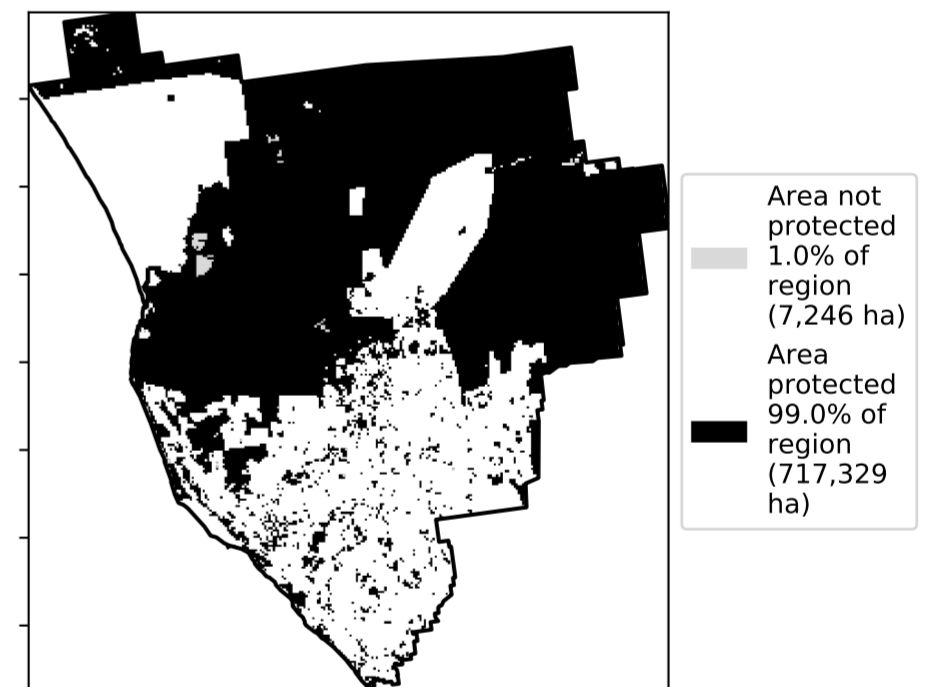 Area not
protected
1.0% of
region
(7,246 ha)
Area
protected
99.0% of
region
(717,329
ha)